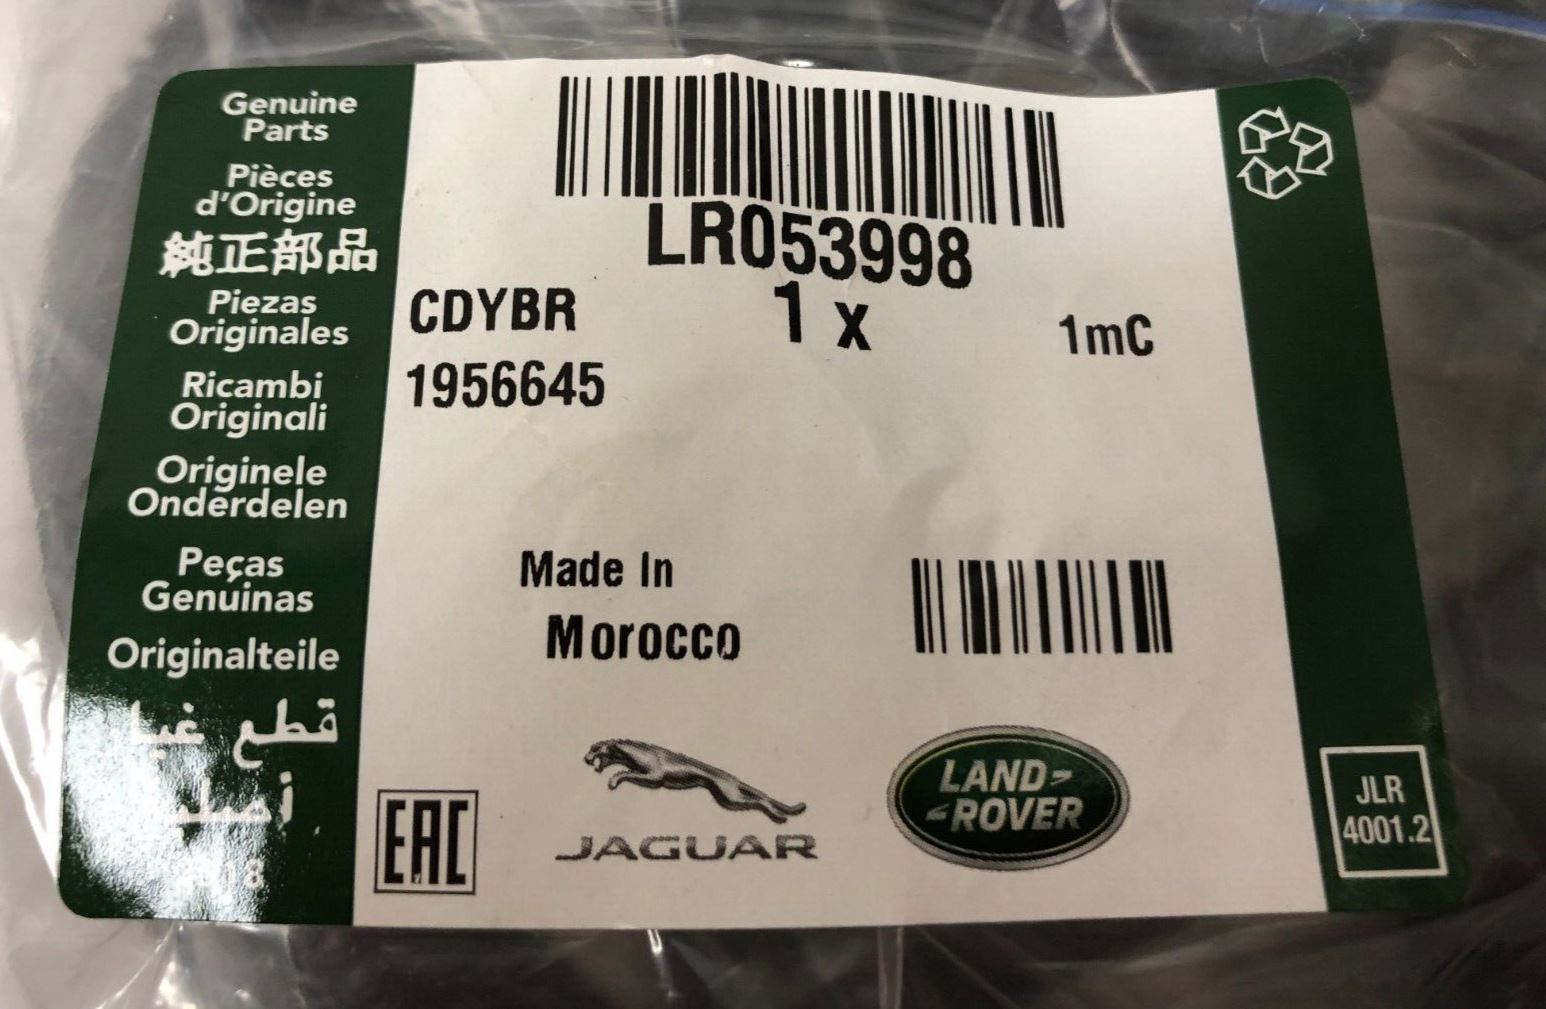 Genuine
Parts
Pièces
d'Origine
純正部品
Piezas
Originales
Ricambi
Originali
Originele
Onderdelen
Peças
Genuinas
Originalteile
قطع
LR053998
CDYBR
1 x
1mC
1956645
Made In
Morocco
EAC
JAGUAR
LAND
ROVER
JLR
4001.2